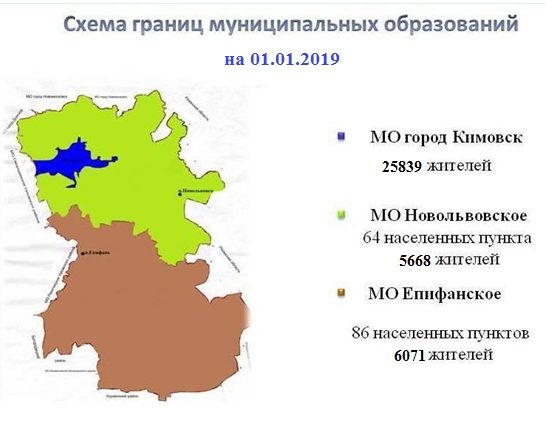 Схема границ муниципальных образований
на 01.01.2019
МО город Кимовск
25839 жителей
МО Новольвовское
64 населенных пункта
5668 жителей
МО Епифанское
86 населенных пунктов
6071 жителей
п.Новольвовск
п.Епифань